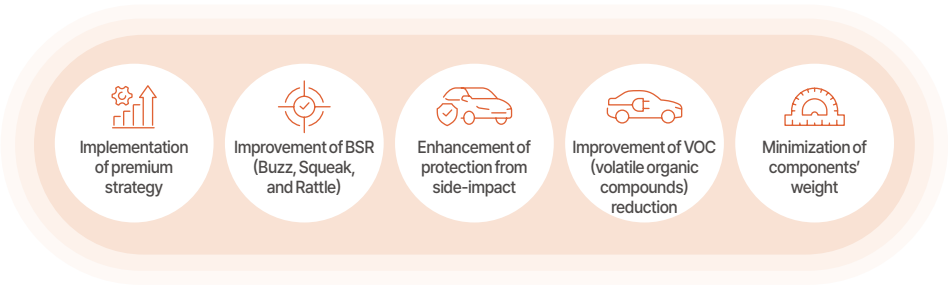 Implementation
of premium
strategy
Improvement of BSR
(Buzz, Squeak,
and Rattle)
Enhancement of
protection from
side-impact
Improvement of VOC
(volatile organic
compounds)
reduction
Minimization of
components’
weight